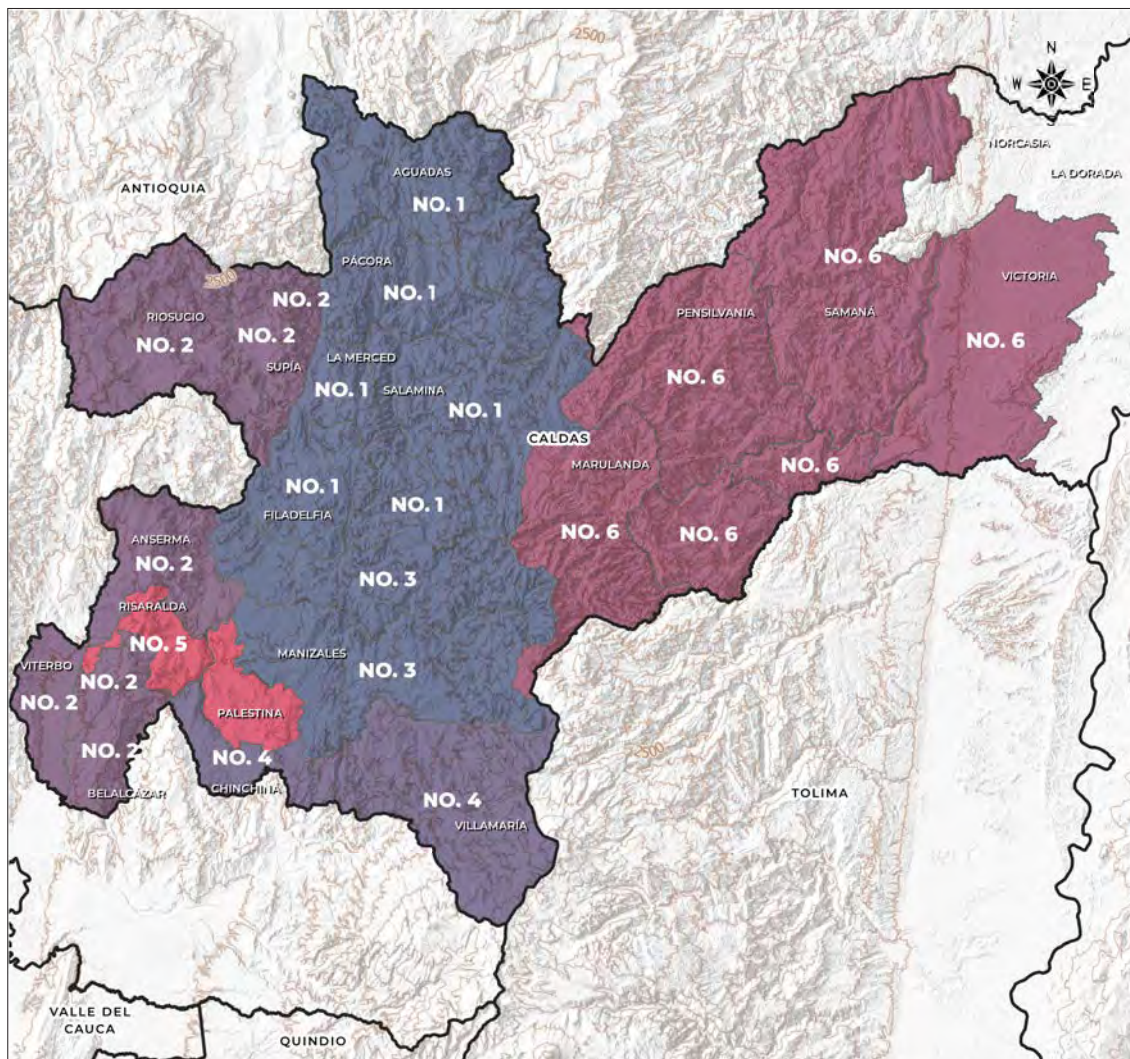 -2500
N
W E
S
NORCASIA
LA DORADA
ANTIOQUIA
AGUADAS
NO. 1
PÁCORA
NO. 1
NO. 6
VICTORIA
2500
NO. 2
RIOSUCIO
NO. 2
NO. 2
SUPÍA
PENSILVANIA
SAMANÁ
NO. 6
LA MERCED
NO. 1
SALAMINA
NO. 1
NO. 6
CALDAS
MARULANDA
NO. 6
NO. 1
FILADELFIA
NO. 1
NO. 6
NO. 6
ANSERMA
NO. 2
NO. 3
RISARALDA
NO. 5
MANIZALES
NO. 3
VITERBO
NO. 2
NO. 2
PALESTINA
NO. 2
NO. 4
CHINCHINÁ
BELALCÁZAR
-2500
NO. 4
VILLAMARÍA
TOLIMA
VALLE DEL
CAUCA
QUINDIO